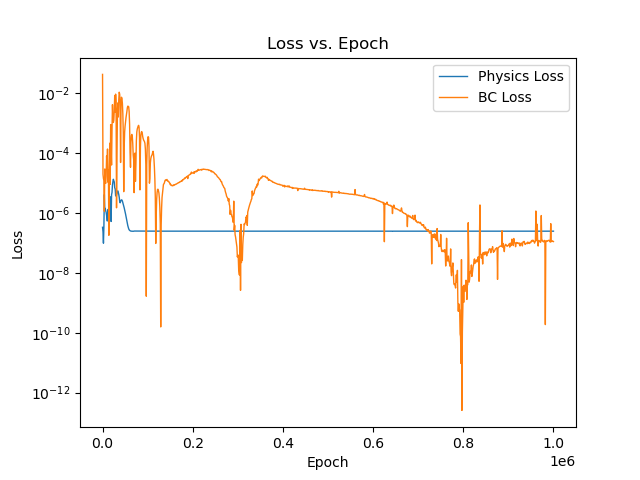 Loss vs. Epoch
Physics Loss
BC Loss
Loss
10⁻²
10⁻⁴
10⁻⁶
10⁻⁸
10⁻¹⁰
10⁻¹²
0.0 0.2 0.4 0.6 0.8 1.0
1e6
Epoch